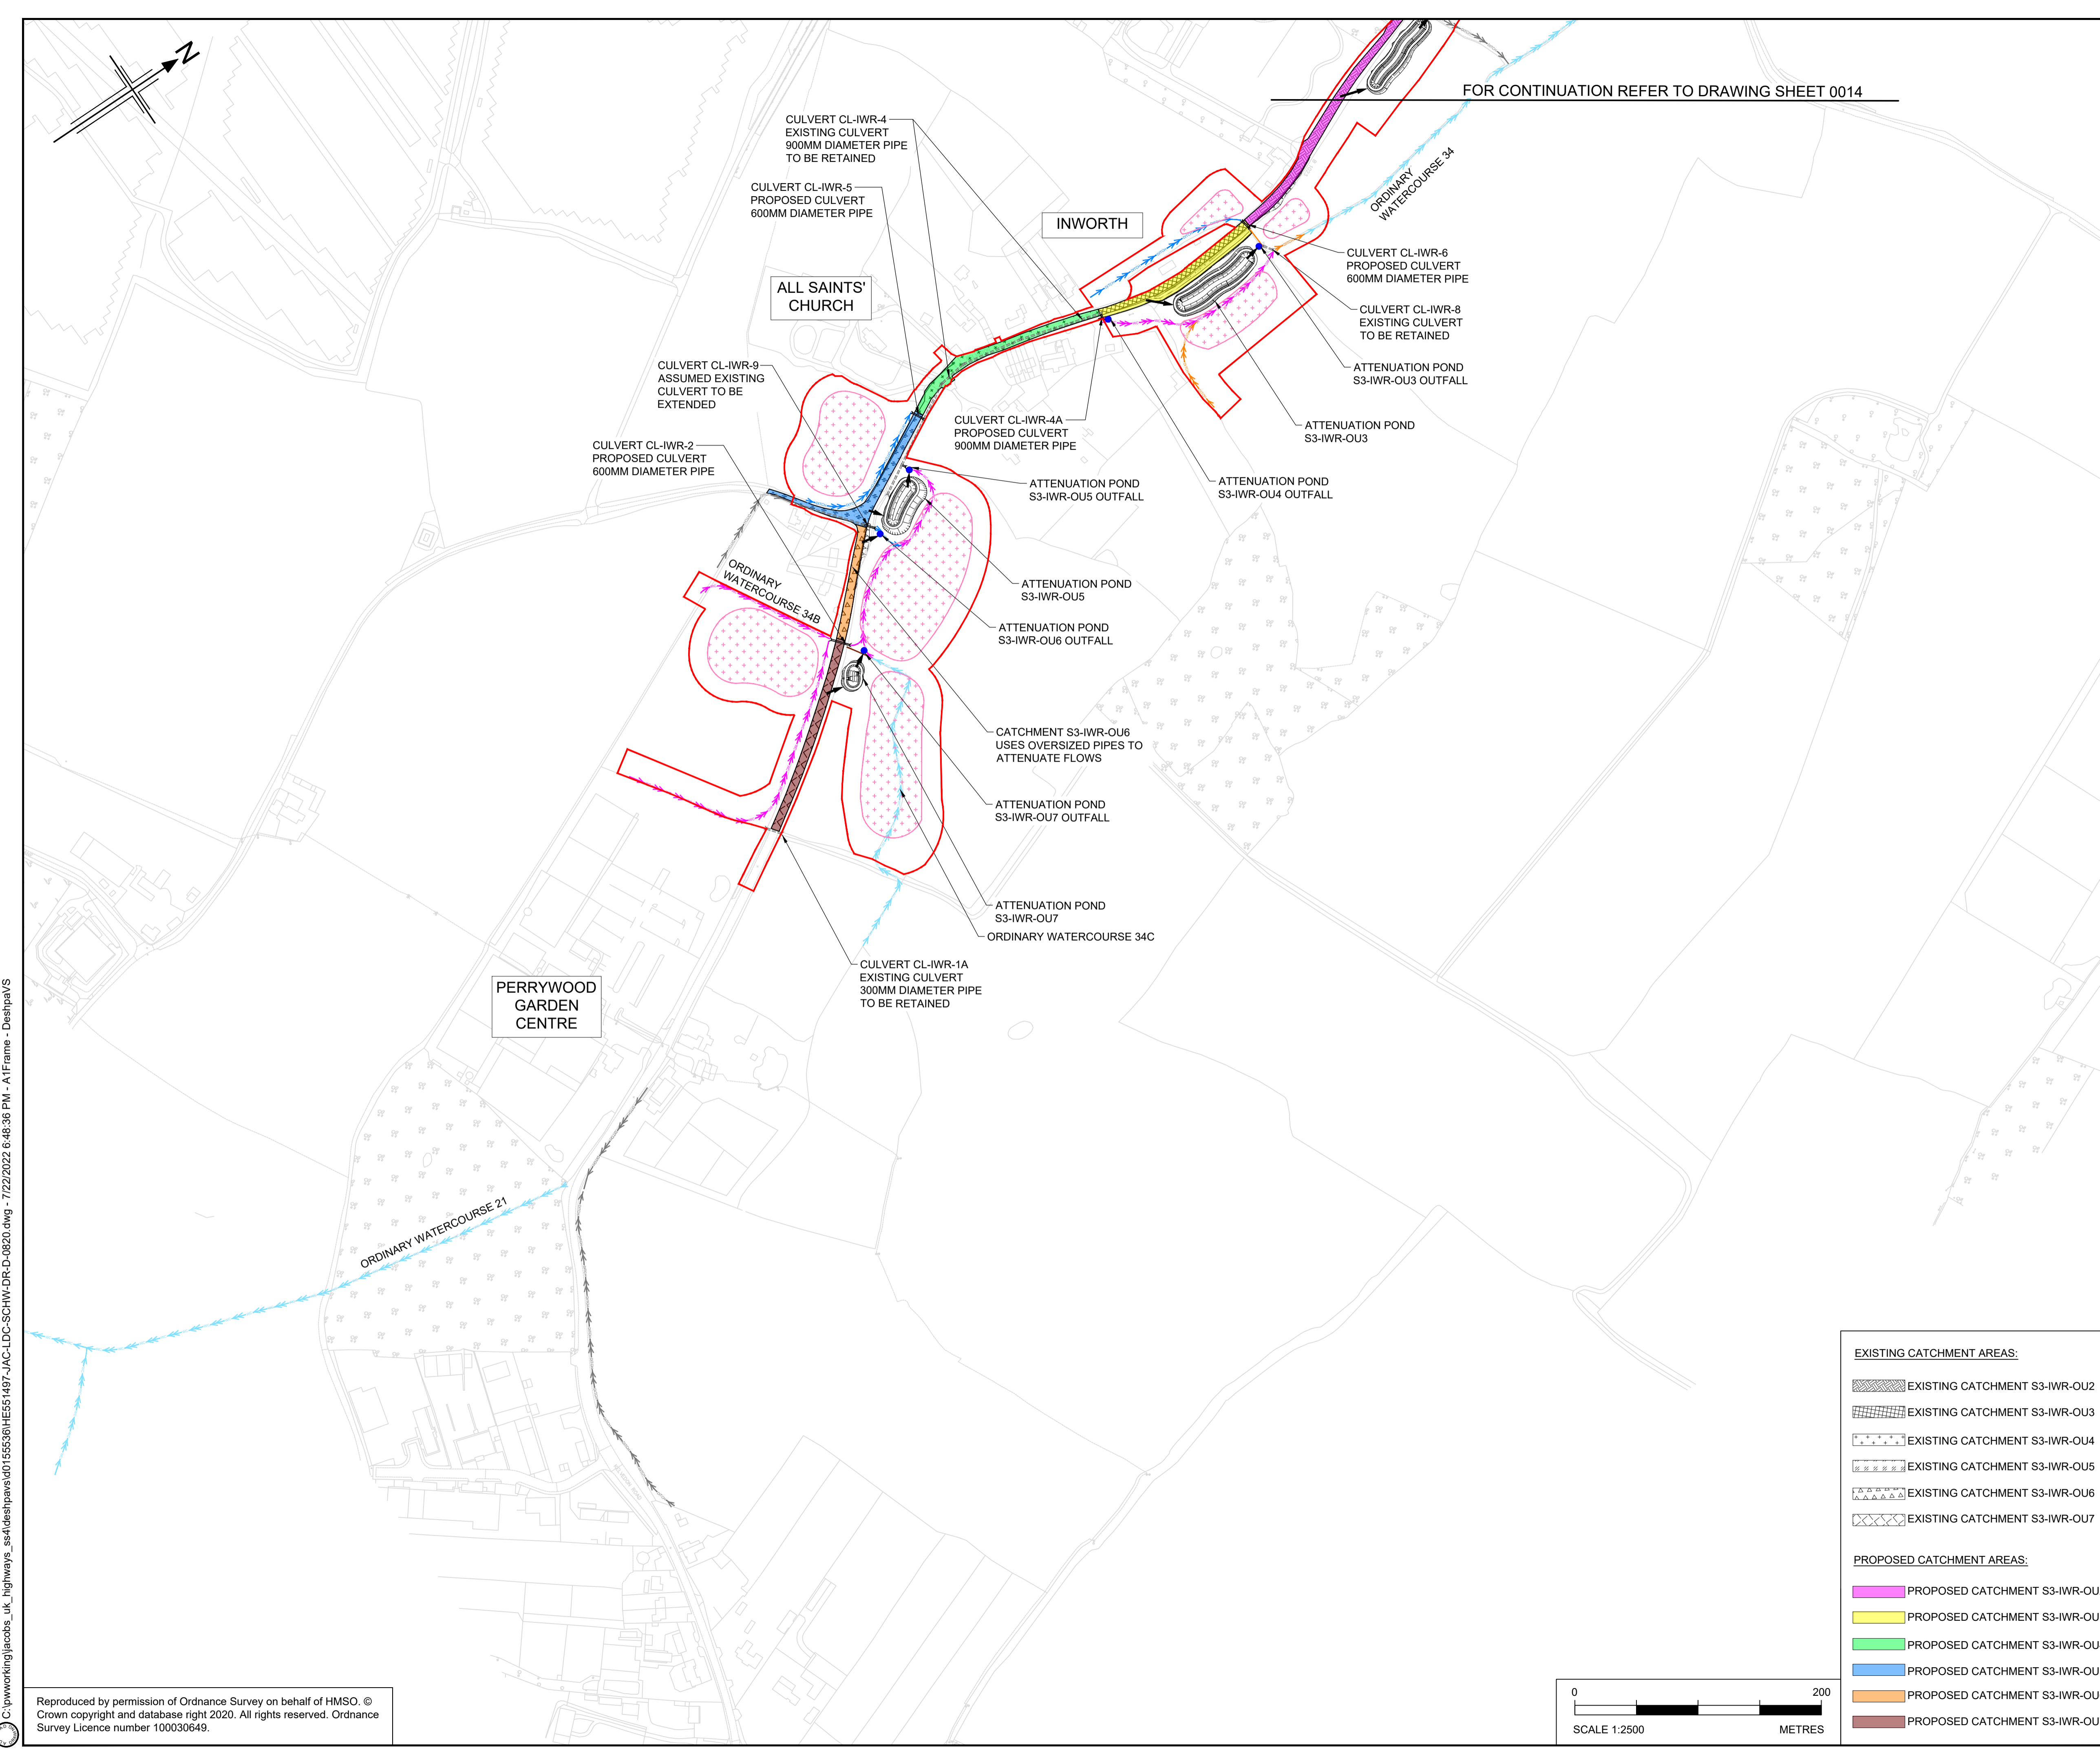 N
FOR CONTINUATION REFER TO DRAWING SHEET 0014
CULVERT CL-IWR-4
EXISTING CULVERT
900MM DIAMETER PIPE
TO BE RETAINED
CULVERT CL-IWR-5
PROPOSED CULVERT
600MM DIAMETER PIPE
INWORTH
ORDINARY
WATERCOURSE 34
CULVERT CL-IWR-6
PROPOSED CULVERT
600MM DIAMETER PIPE
ALL SAINTS'
CHURCH
CULVERT CL-IWR-8
EXISTING CULVERT
TO BE RETAINED
CULVERT CL-IWR-9
ASSUMED EXISTING
CULVERT TO BE
EXTENDED
ATTENUATION POND
S3-IWR-OU3 OUTFALL
CULVERT CL-IWR-4A
PROPOSED CULVERT
900MM DIAMETER PIPE
ATTENUATION POND
S3-IWR-OU3
CULVERT CL-IWR-2
PROPOSED CULVERT
600MM DIAMETER PIPE
ATTENUATION POND
S3-IWR-OU5 OUTFALL
ATTENUATION POND
S3-IWR-OU4 OUTFALL
ORDINARY
WATERCOURSE 34B
ATTENUATION POND
S3-IWR-OU5
ATTENUATION POND
S3-IWR-OU6 OUTFALL
CATCHMENT S3-IWR-OU6
USES OVERSIZED PIPES TO
ATTENUATE FLOWS
ATTENUATION POND
S3-IWR-OU7 OUTFALL
ATTENUATION POND
S3-IWR-OU7
ORDINARY WATERCOURSE 34C
CULVERT CL-IWR-1A
EXISTING CULVERT
300MM DIAMETER PIPE
TO BE RETAINED
PERRYWOOD
GARDEN
CENTRE
ORDINARY WATERCOURSE 21
C:\pwworking\jacobs_uk_highways_ss4\deshpavs\d0155536\HE551497-JAC-LDC-SCHW-DR-D-0820.dwg - 7/22/2022 6:48:36 PM - A1Frame - DeshpaVS
Reproduced by permission of Ordnance Survey on behalf of HMSO. ©
Crown copyright and database right 2020. All rights reserved. Ordnance
Survey Licence number 100030649.
0 200
SCALE 1:2500 METRES
EXISTING CATCHMENT AREAS:
EXISTING CATCHMENT S3-IWR-OU2
EXISTING CATCHMENT S3-IWR-OU3
EXISTING CATCHMENT S3-IWR-OU4
EXISTING CATCHMENT S3-IWR-OU5
EXISTING CATCHMENT S3-IWR-OU6
EXISTING CATCHMENT S3-IWR-OU7
PROPOSED CATCHMENT AREAS:
PROPOSED CATCHMENT S3-IWR-OU
PROPOSED CATCHMENT S3-IWR-OU
PROPOSED CATCHMENT S3-IWR-OU
PROPOSED CATCHMENT S3-IWR-OU
PROPOSED CATCHMENT S3-IWR-OU
PROPOSED CATCHMENT S3-IWR-OU